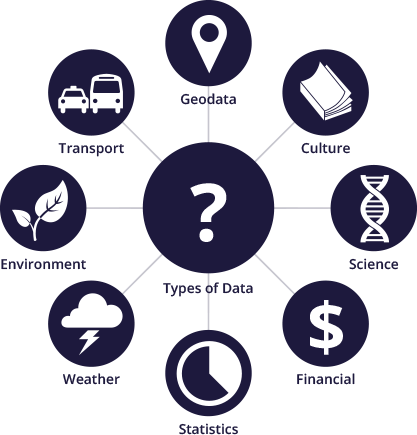 Geodata
Transport
Culture
?
Environment
Science
Types of Data
$
Weather
Financial
Statistics